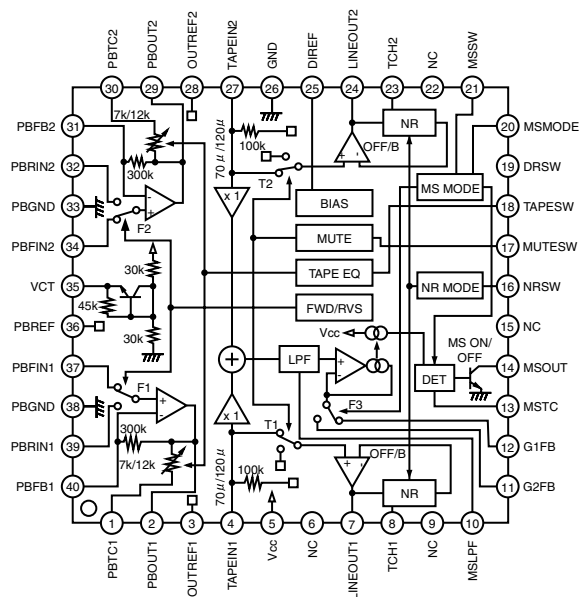 PBTC2
PBOUT2
OUTREF2
TAPEIN2
GND
DIREF
LINEOUT2
TCH2
NC
MSSW
30
29
28
27
26
25
24
23
22
21
7k/12k
100k
NR
PBFB2
31
20
MSMODE
300k
70μ/120μ
OFF/B
PBRIN2
32
T2
MS MODE
19
DRSW
PBGND
33
F2
x 1
BIAS
18
TAPESW
PBFIN2
34
MUTE
17
MUTESW
30k
VCT
35
TAPE EQ
NR MODE
16
NRSW
45k
30k
FWD/RVS
PBREF
36
Vcc
15
NC
MS ON/
OFF
PBFIN1
37
+
LPF
DET
14
MSOUT
F1
PBGND
38
x 1
F3
13
MSTC
PBRIN1
39
300k
T1
12
G1FB
7k/12k
OFF/B
PBFB1
40
70μ/120μ
100k
NR
11
G2FB
1
2
3
4
5
6
7
8
9
10
PBTC1
PBOUT1
OUTREF1
TAPEIN1
Vcc
NC
LINEOUT1
TCH1
NC
MSLPF